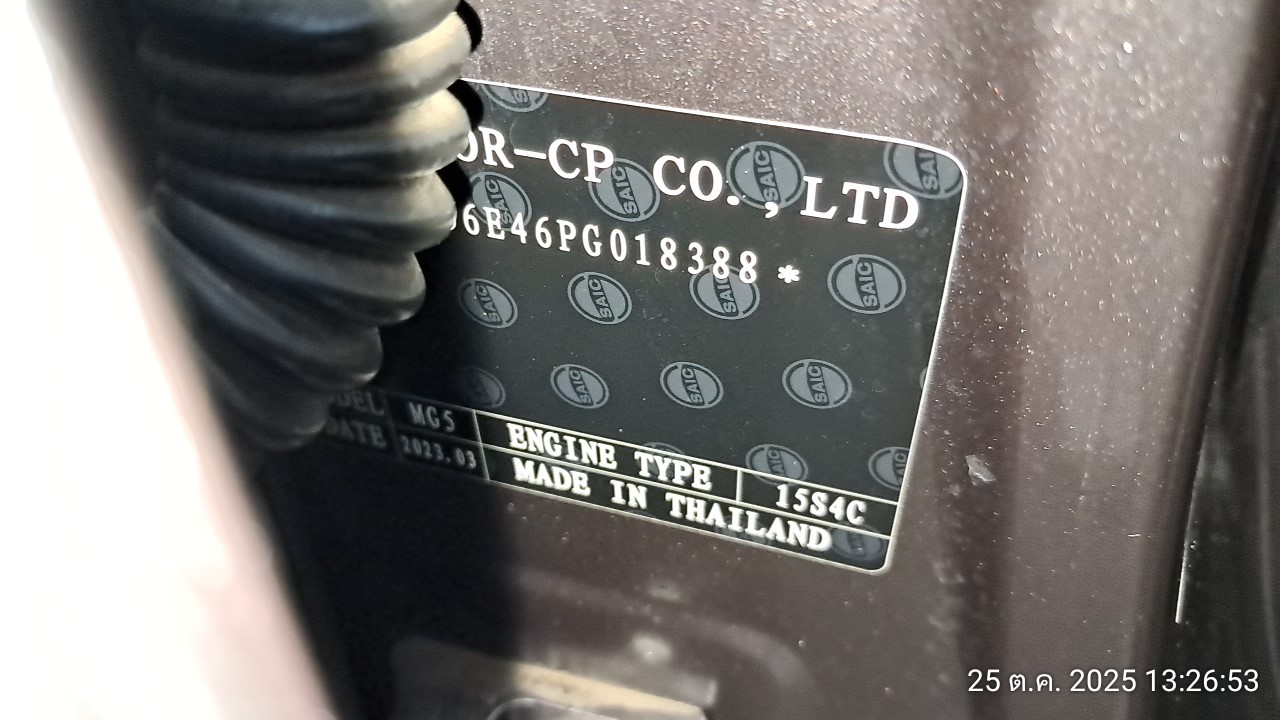 OR-CP CO.,LTD
6E46PG018388 *
MODEL MG5 ENGINE TYPE 15S4C
DATE 2023.03 MADE IN THAILAND
SAIC
25 ต.ค. 2025 13:26:53